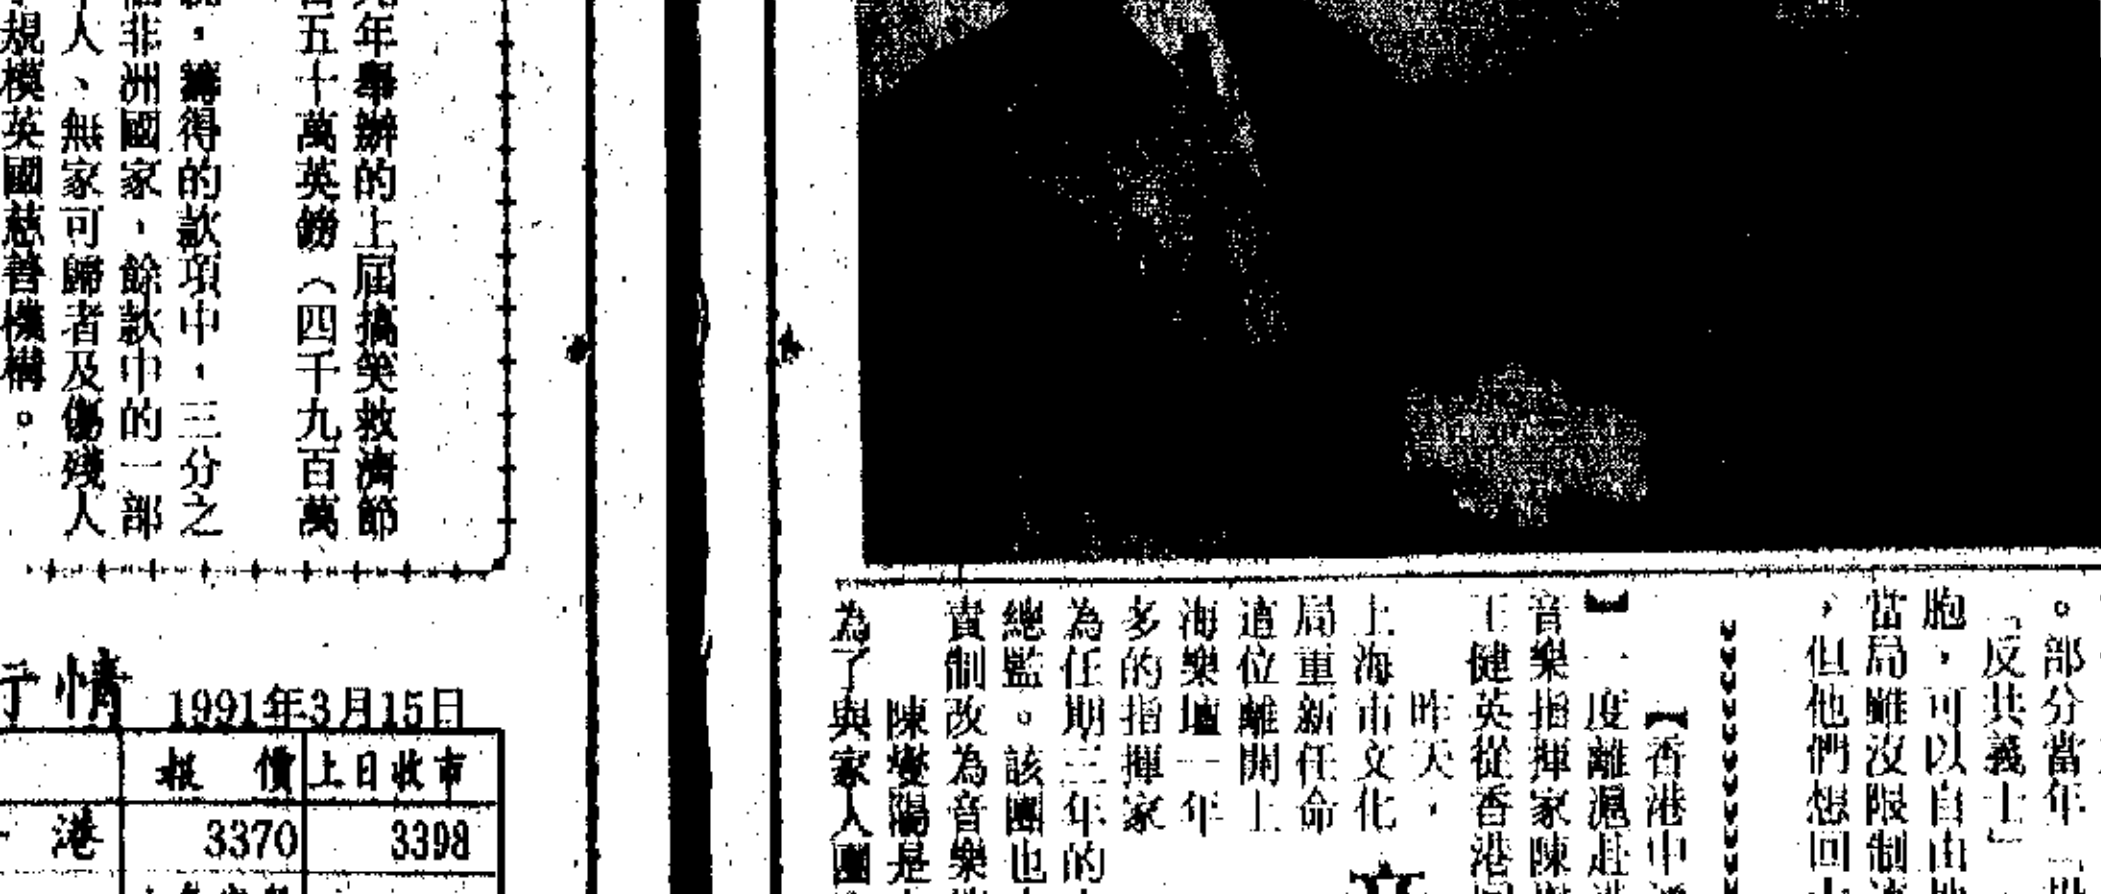 。部分當年
「反共義士」
胞，可以自由
當局雖沒限制
，但他們想回
【香港中
一度離滬赴
音樂指揮家陳
王健英從香港
昨天，
上海市文化
局重新任命
這位離開上
海樂壇一年
多的指揮家
為任期三年的
總監。該團也
責制改為音樂
陳燮陽是
為了與家人團
年舉辦的上屆搞笑救濟節
五十萬英鎊（四千九百萬
，籌得的款項中，三分之
非洲國家，餘款中的一部
人、無家可歸者及傷殘人
規模英國慈善機構。
情
1991年3月15日
報價 上日收市
港 3370 3398